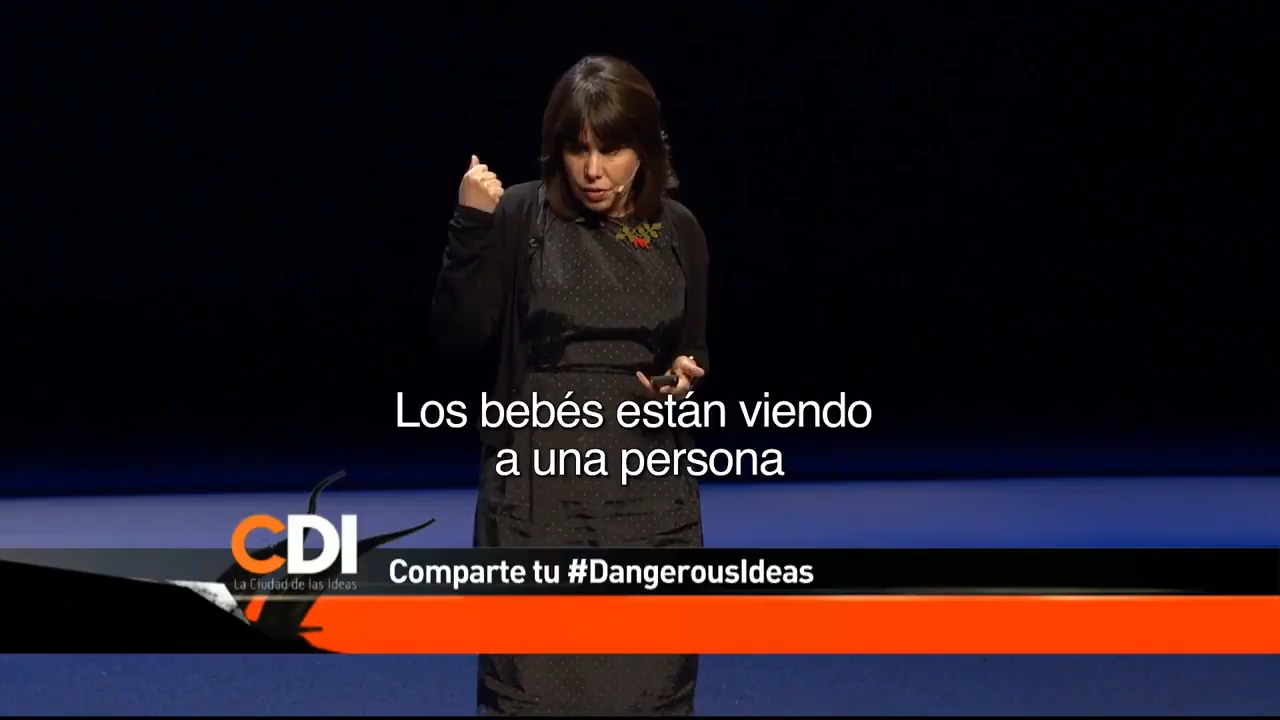 Los bebés están viendo
a una persona
CDI
La Ciudad de las Ideas
Comparte tu #DangerousIdeas